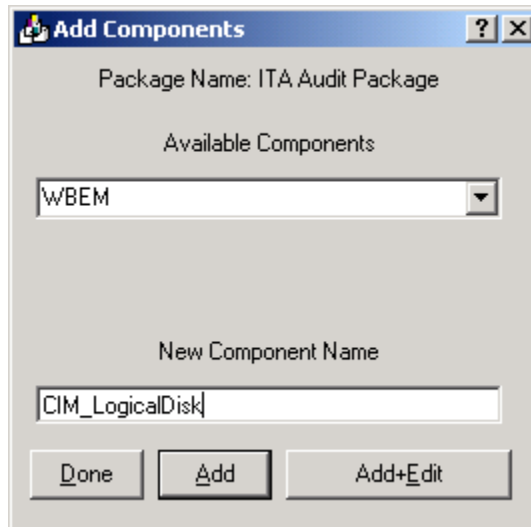 Add Components
Package Name: ITA Audit Package
Available Components
WBEM
New Component Name
CIM_LogicalDisk
Done Add Add+Edit